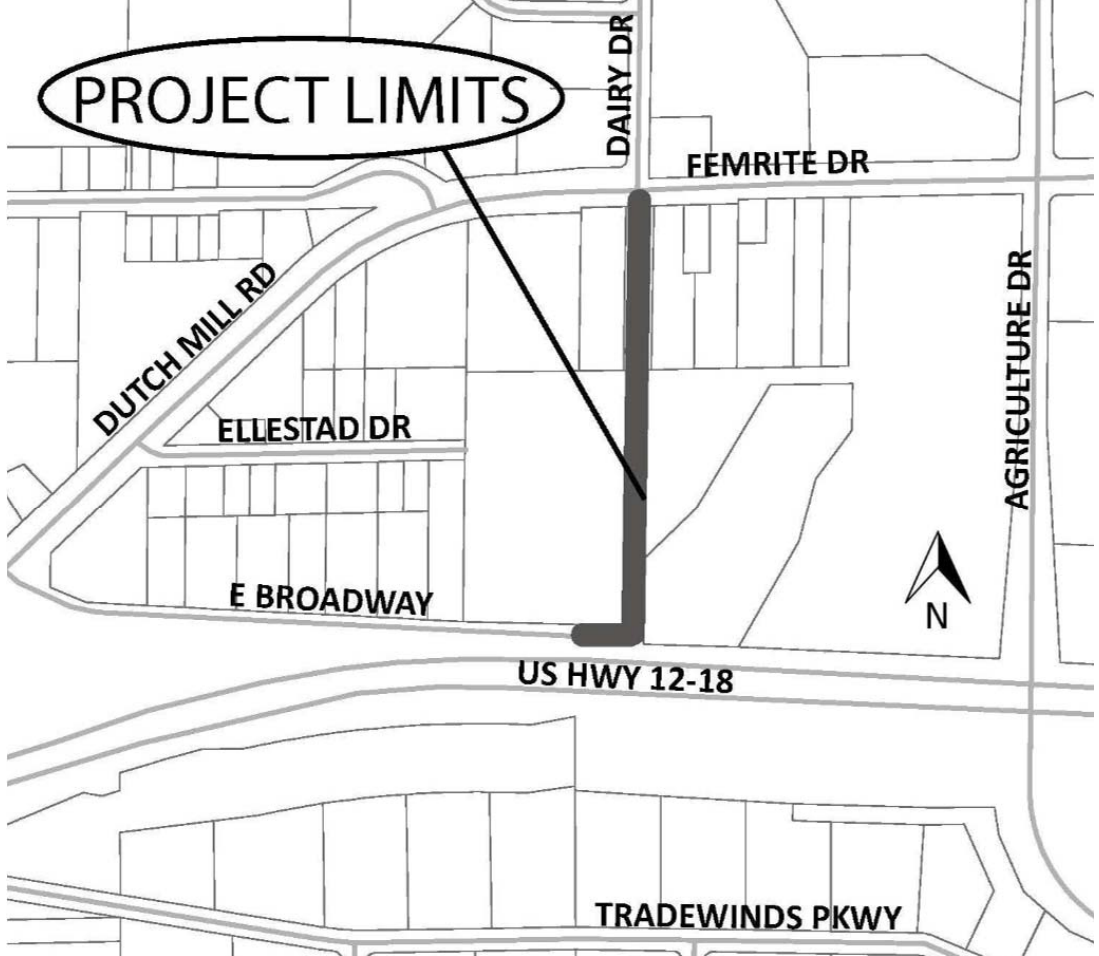 DAIRY DR
PROJECT LIMITS
FEMRITE DR
DUTCH MILL RD
AGRICULTURE DR
ELLESTAD DR
E BROADWAY
N
US HWY 12-18
TRADEWINDS PKWY